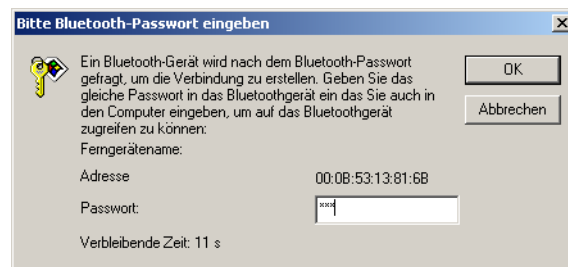 Bitte Bluetooth-Passwort eingeben
Ein Bluetooth-Gerät wird nach dem Bluetooth-Passwort
gefragt, um die Verbindung zu erstellen. Geben Sie das
gleiche Passwort in das Bluetoothgerät ein das Sie auch in
den Computer eingeben, um auf das Bluetoothgerät
zugreifen zu können:
OK
Abbrechen
Ferngerätename:
Adresse 00:0B:53:13:81:6B
Passwort: ***
Verbleibende Zeit: 11 s